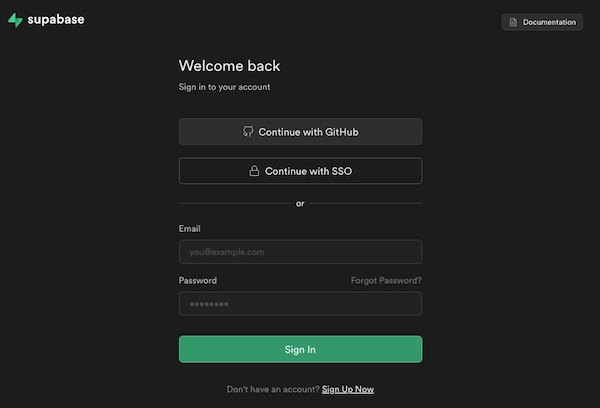 supabase
Documentation
Welcome back
Sign in to your account
Continue with GitHub
Continue with SSO
or
Email
you@example.com
Password Forgot Password?
••••••••
Sign In
Don't have an account? Sign Up Now